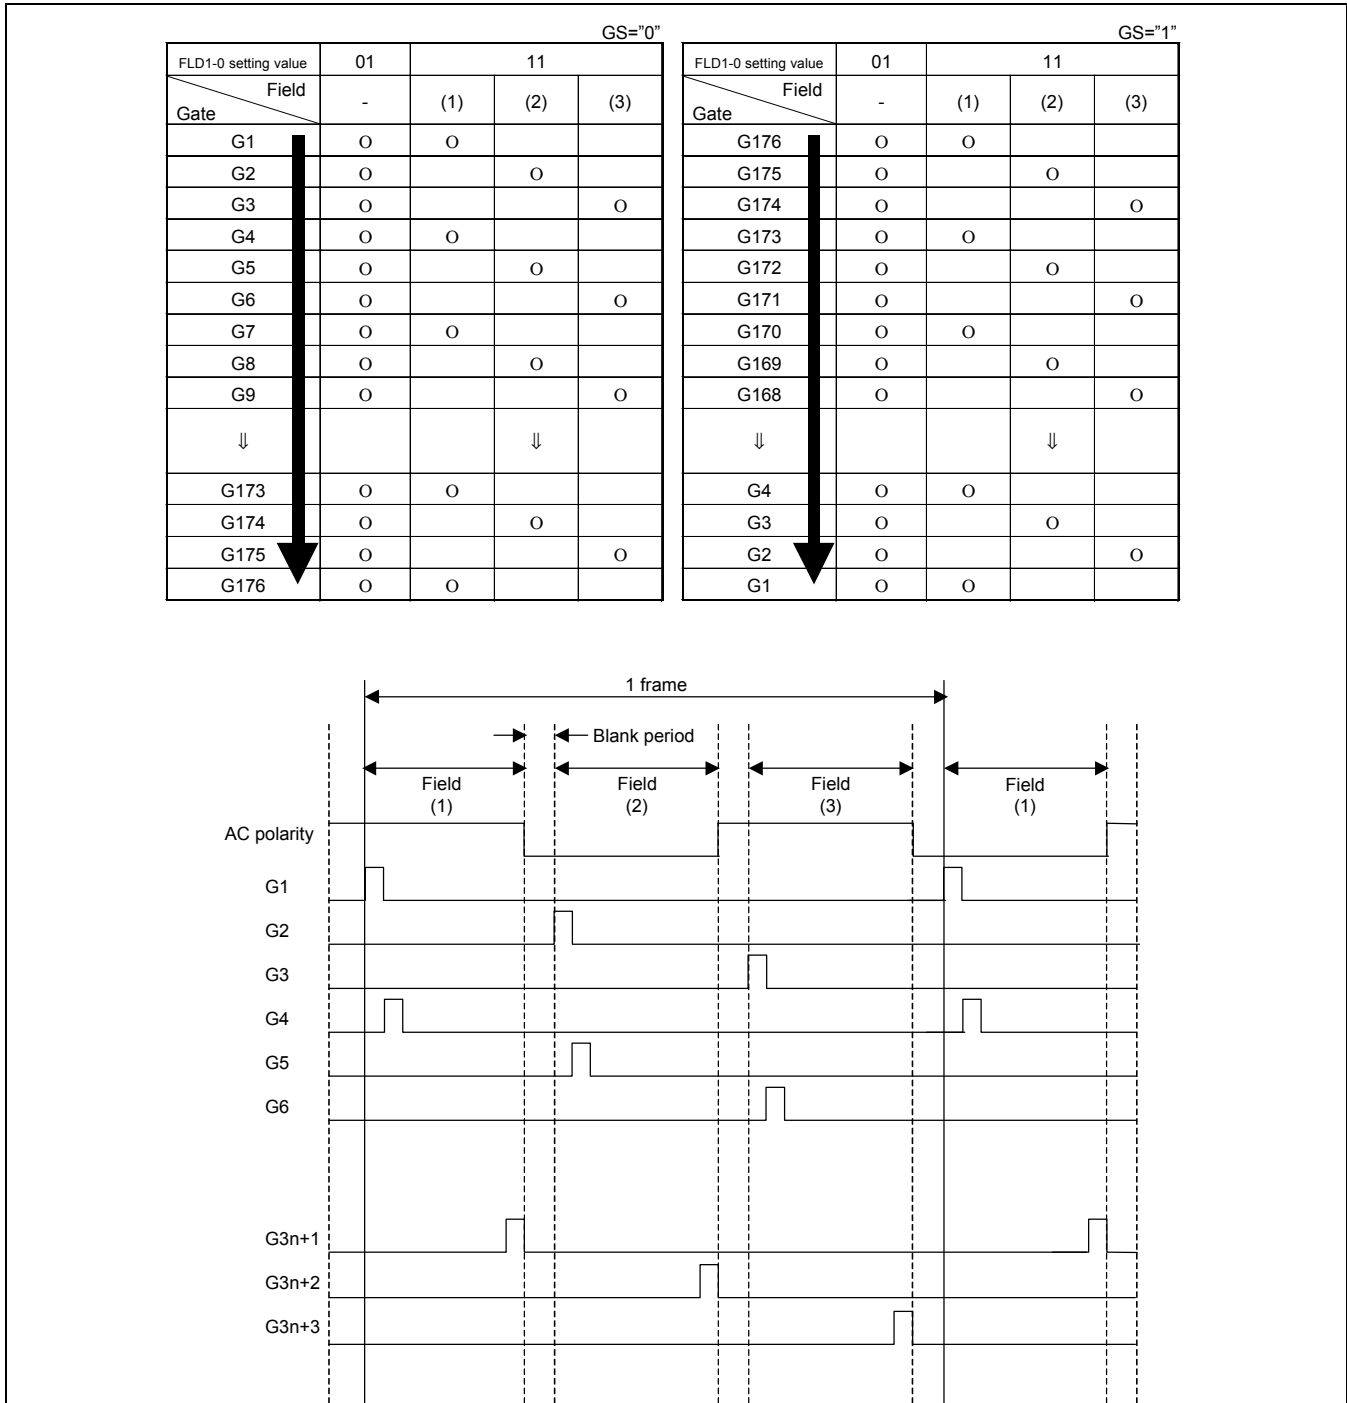 GS=”0” GS=”1”
FLD1-0 setting value 01 11 FLD1-0 setting value 01 11
Field Field
Gate - (1) (2) (3) Gate - (1) (2) (3)
G1 O O G176 O O
G2 O O G175 O O
G3 O O G174 O O
G4 O O G173 O O
G5 O O G172 O O
G6 O O G171 O O
G7 O O G170 O O
G8 O O G169 O O
G9 O O G168 O O
⇓ ⇓ ⇓ ⇓
G173 O O G4 O O
G174 O O G3 O O
G175 O O G2 O O
G176 O O G1 O O
1 frame
Blank period
Field Field Field Field
(1) (2) (3) (1)
AC polarity
G1
G2
G3
G4
G5
G6
G3n+1
G3n+2
G3n+3